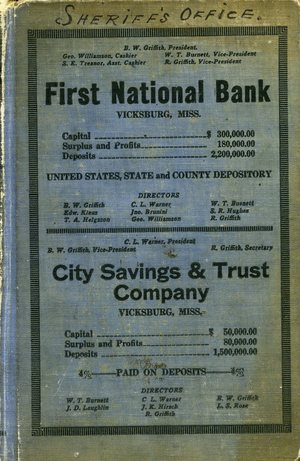 SHERIFF'S OFFICE.
B. W. Griffith, President.
Geo. Williamson, Cashier W. T. Burnett, Vice-President
S. K. Treanor, Asst. Cashier R. Griffith, Vice-President
First National Bank
VICKSBURG, MISS.
Capital $ 300,000.00
Surplus and Profits 180,000.00
Deposits 2,200,000.00
UNITED STATES, STATE and COUNTY DEPOSITORY
DIRECTORS
B. W. Griffith C. L. Warner W. T. Burnett
Edw. Klaus Jno. Brunini S. R. Hughes
T. A. Helgason Geo. Williamson R. Griffith
C. L. Warner, President
B. W. Griffith, Vice-President R. Griffith, Secretary
City Savings & Trust
Company
VICKSBURG, MISS.
Capital $ 50,000.00
Surplus and Profits 80,000.00
Deposits 1,500,000.00
4% PAID ON DEPOSITS 4%
DIRECTORS
W. T. Burnett C L. Warner B. W. Griffith
J. D. Laughlin J. K. Hirsch L. S. Rose
R. Griffith